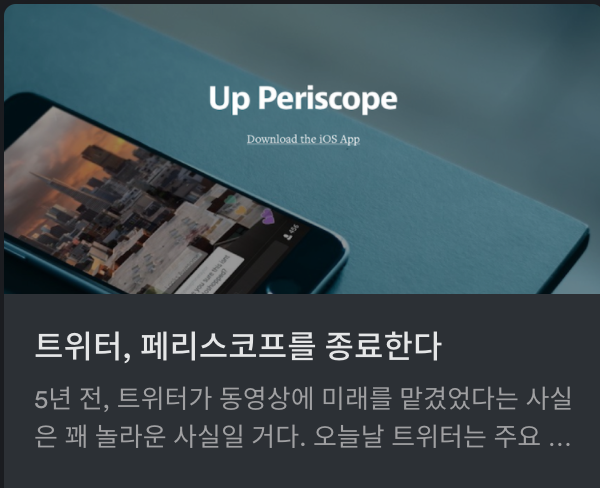 Up Periscope
Download the iOS App
456
트위터, 페리스코프를 종료한다
5년 전, 트위터가 동영상에 미래를 맡겼었다는 사실
은 꽤 놀라운 사실일 거다. 오늘날 트위터는 주요 ...